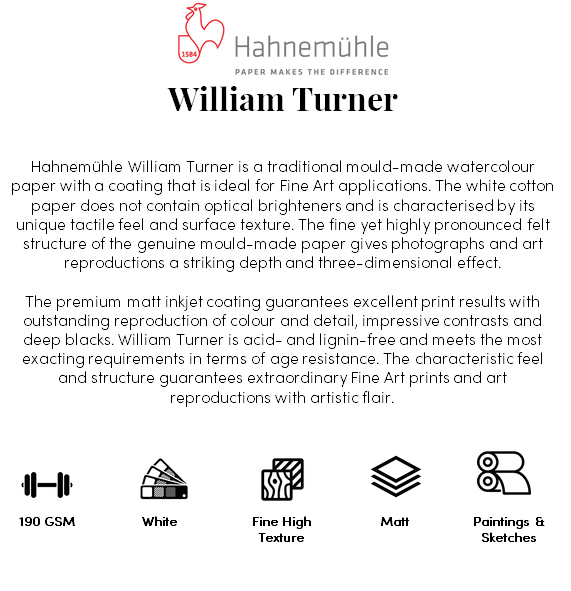 1584
Hahnemühle
PAPER MAKES THE DIFFERENCE
William Turner
Hahnemühle William Turner is a traditional mould-made watercolour
paper with a coating that is ideal for Fine Art applications. The white cotton
paper does not contain optical brighteners and is characterised by its
unique tactile feel and surface texture. The fine yet highly pronounced felt
structure of the genuine mould-made paper gives photographs and art
reproductions a striking depth and three-dimensional effect.
The premium matt inkjet coating guarantees excellent print results with
outstanding reproduction of colour and detail, impressive contrasts and
deep blacks. William Turner is acid- and lignin-free and meets the most
exacting requirements in terms of age resistance. The characteristic feel
and structure guarantees extraordinary Fine Art prints and art
reproductions with artistic flair.
190 GSM
White
Fine High
Texture
Matt
Paintings &
Sketches